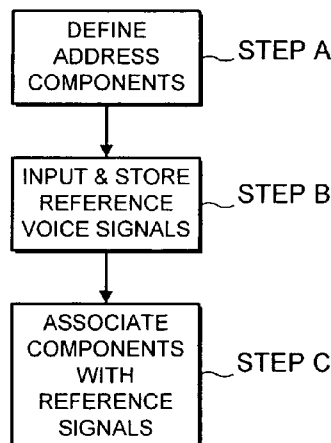 DEFINE
ADDRESS
COMPONENTS
STEP A
INPUT & STORE
REFERENCE
VOICE SIGNALS
STEP B
ASSOCIATE
COMPONENTS
WITH
REFERENCE
SIGNALS
STEP C